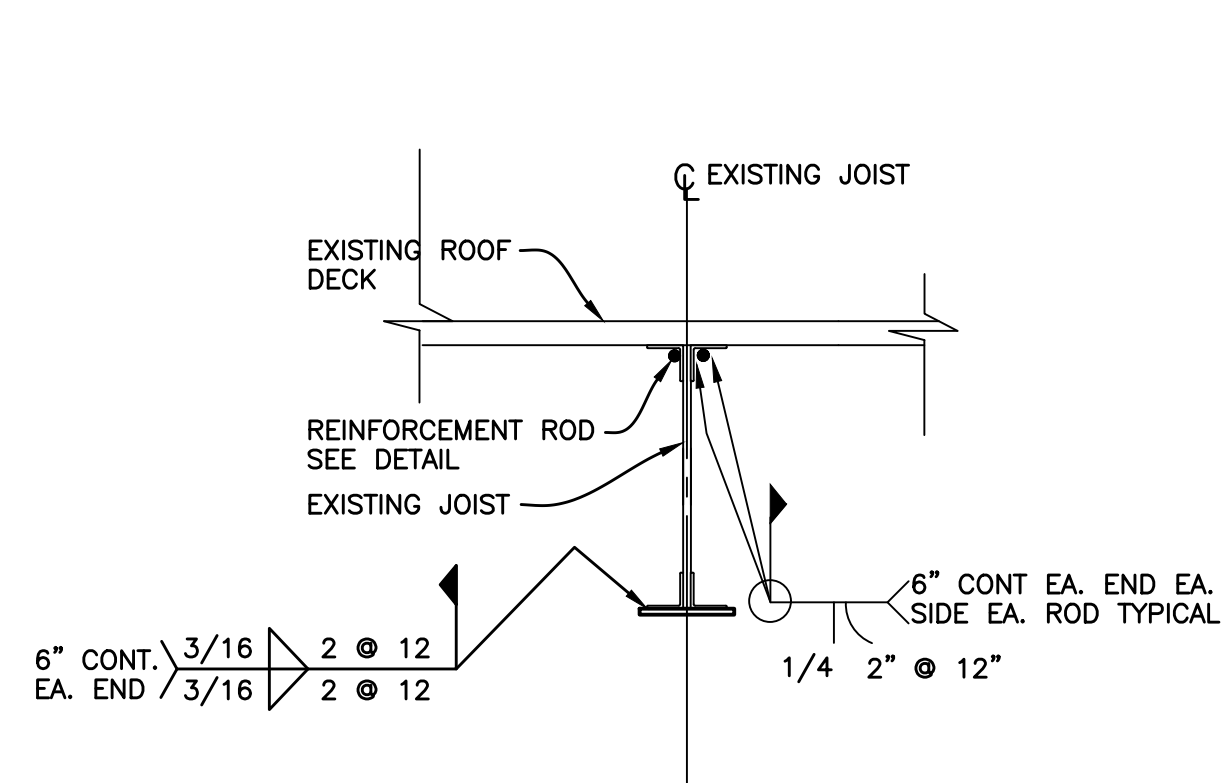 ℄ EXISTING JOIST
EXISTING ROOF
DECK
REINFORCEMENT ROD
SEE DETAIL
EXISTING JOIST
6” CONT EA. END EA.
SIDE EA. ROD TYPICAL
1/4 2” @ 12”
6” CONT.
EA. END
3/16 2 @ 12
3/16 2 @ 12